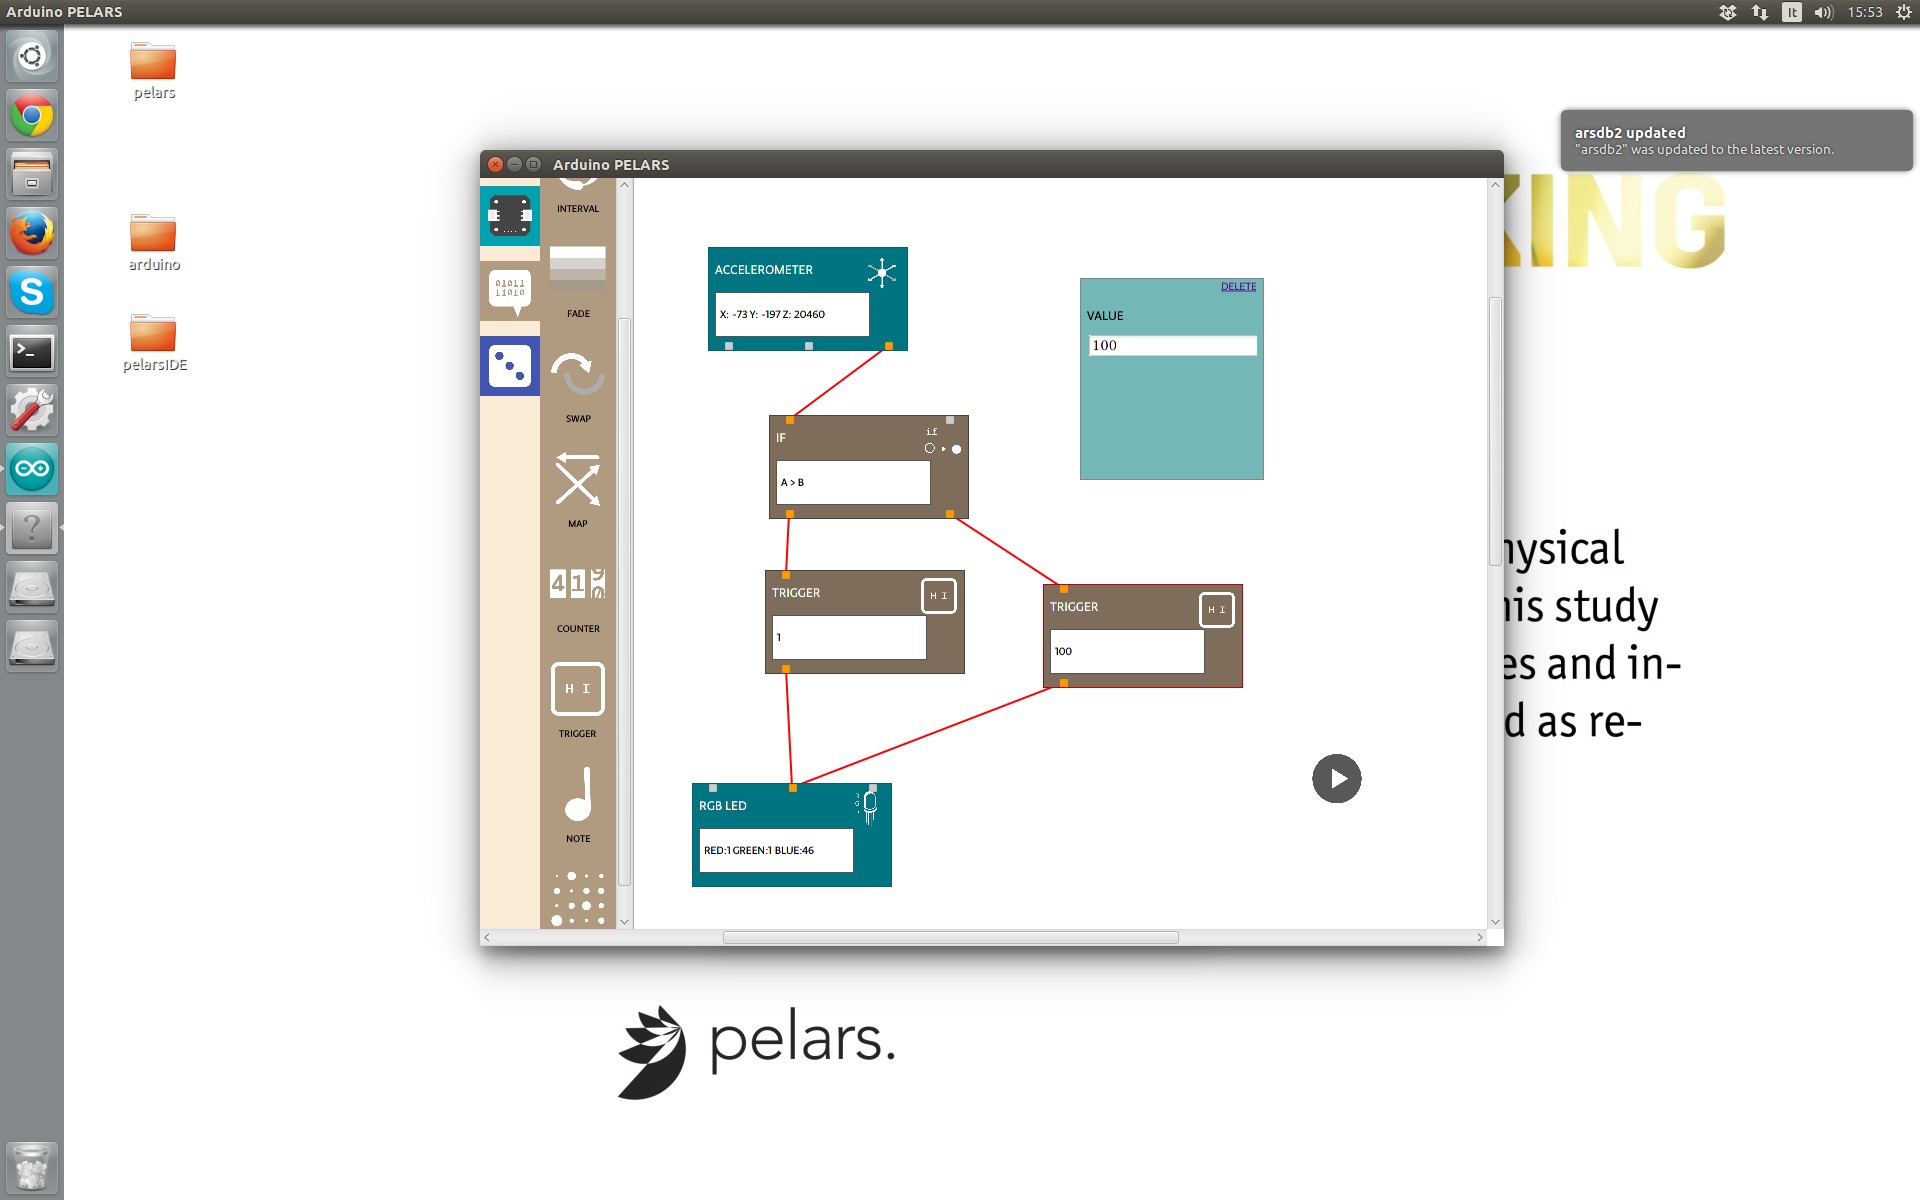 Arduino PELARS
It
15:53
pelars
arduino
pelarsIDE
arsdb2 updated
"arsdb2" was updated to the latest version.
KING
hysical
his study
es and in-
d as re-
Arduino PELARS
01011
11010
INTERVAL
FADE
SWAP
MAP
419
COUNTER
H I
TRIGGER
NOTE
ACCELEROMETER
X: -73 Y: -197 Z: 20460
DELETE
VALUE
100
IF
if
A > B
TRIGGER
H I
1
TRIGGER
H I
100
RGB LED
RED:1 GREEN:1 BLUE:46
pelars.